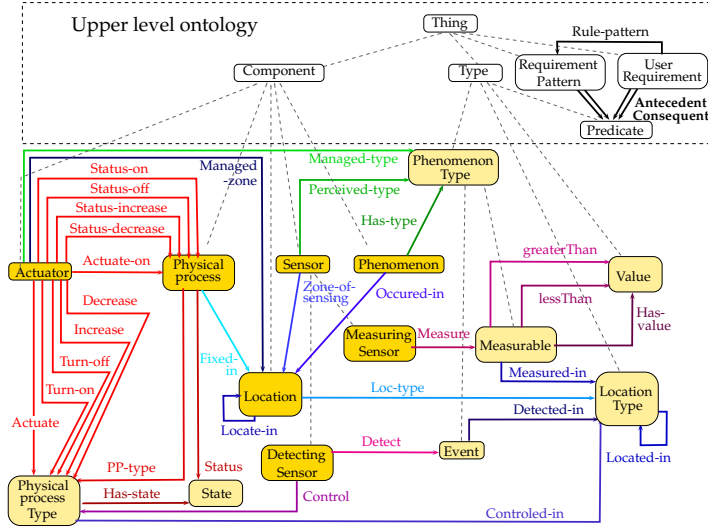 Upper level ontology
Thing
Rule-pattern
Component
Type
Requirement
Pattern
User
Requirement
Antecedent
Consequent
Predicate
Status-on
Managed
-zone
Managed-type
Phenomenon
Type
Status-off
Perceived-type
Status-increase
Has-type
Status-decrease
Actuator
Actuate-on
Physical
process
Sensor
Phenomenon
greaterThan
Value
Zone-of-
sensing
Occured-in
lessThan
Has-
value
Decrease
Increase
Measuring
Sensor
Measure
Measurable
Turn-off
Fixed-
in
Measured-in
Turn-on
Location
Loc-type
Location
Type
Actuate
Locate-in
Detected-in
Detect
Event
Located-in
PP-type
Status
Detecting
Sensor
Physical
process
Type
Has-state
State
Control
Controled-in